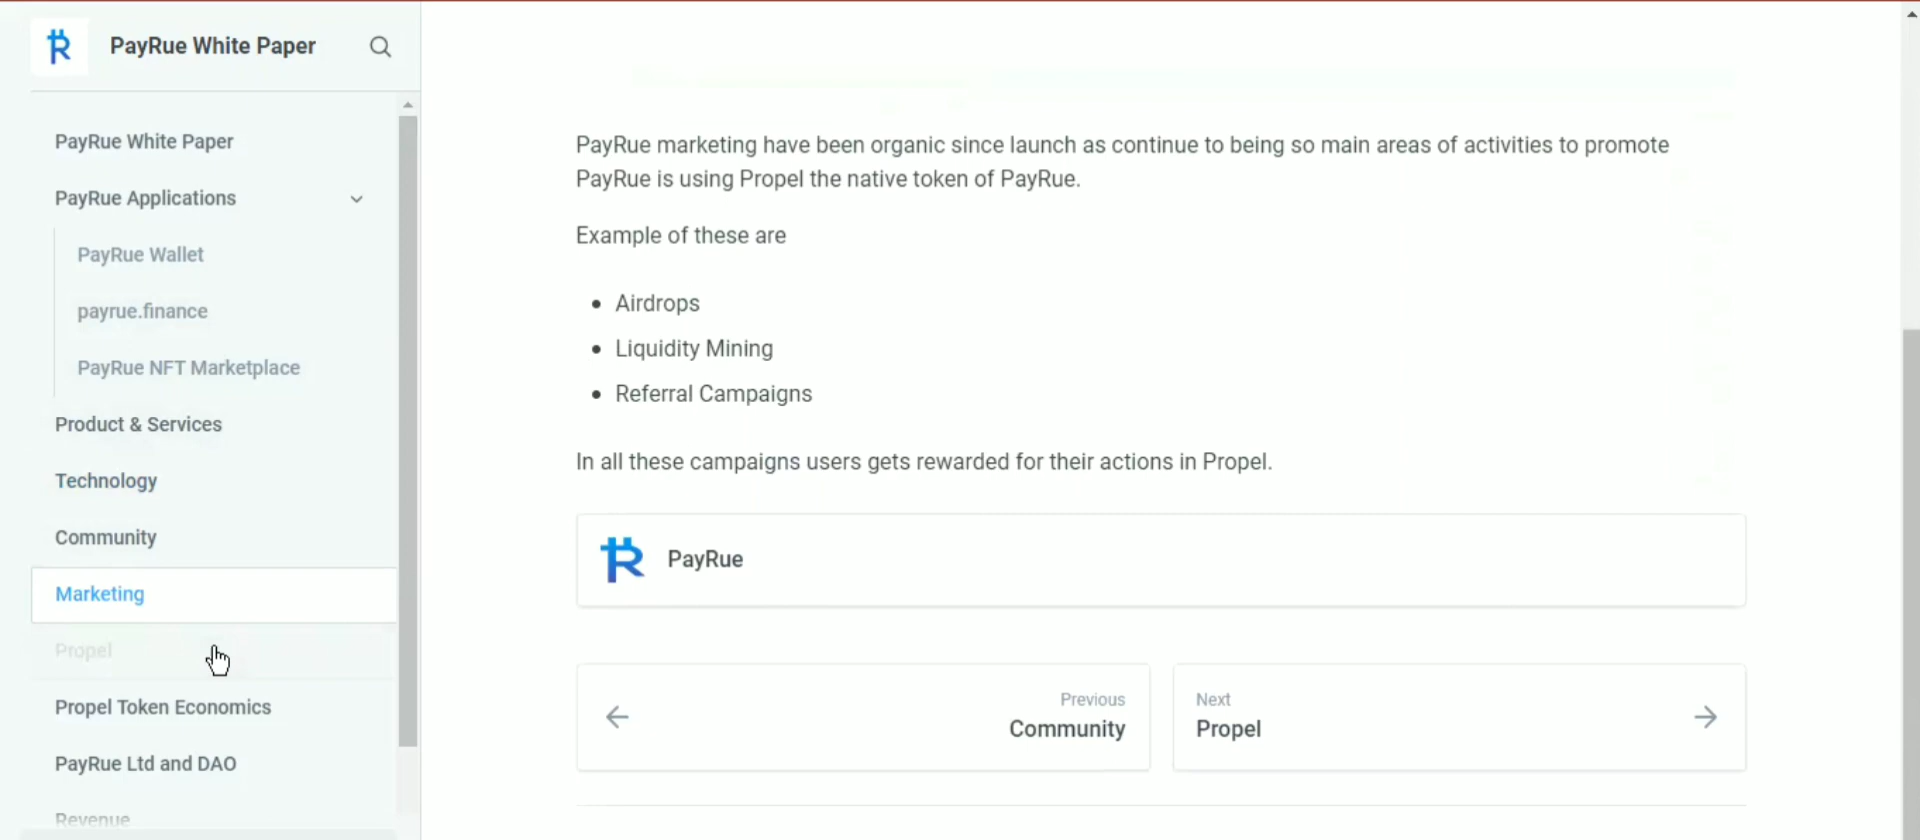 PayRue White Paper
PayRue White Paper
PayRue Applications
PayRue Wallet
payrue.finance
PayRue NFT Marketplace
Product & Services
Technology
Community
Marketing
Propel
Propel Token Economics
PayRue Ltd and DAO
Revenue
PayRue marketing have been organic since launch as continue to being so main areas of activities to promote
PayRue is using Propel the native token of PayRue.
Example of these are
Airdrops
Liquidity Mining
Referral Campaigns
In all these campaigns users gets rewarded for their actions in Propel.
PayRue
Previous
Community
Next
Propel